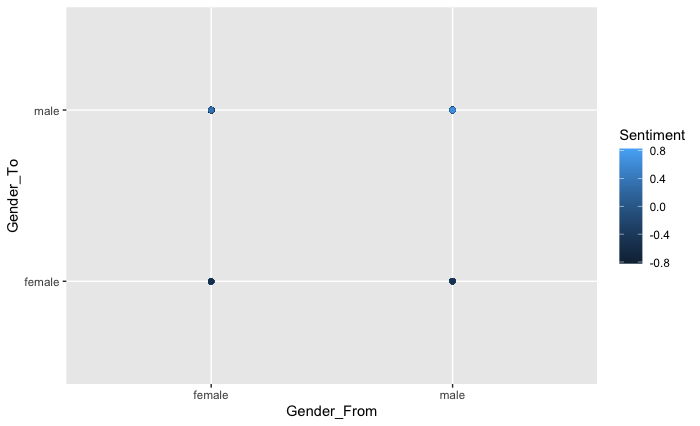 male
female
Gender_To
female
male
Gender_From
Sentiment
0.8
0.4
0.0
-0.4
-0.8